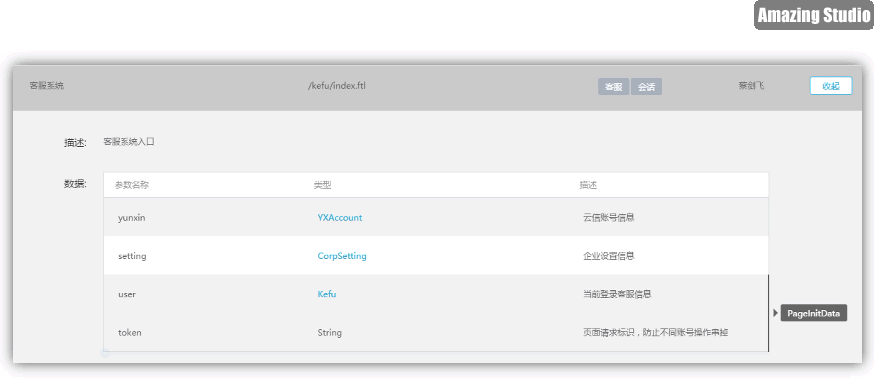 Amazing Studio
客服系统 /kefu/index.ftl 客服 会话 蔡剑飞 收起
描述: 客服系统入口
数据: 参数名称 类型 描述
yunxin YXAccount 云信账号信息
setting CorpSetting 企业设置信息
user Kefu 当前登录客服信息
PageInitData
token String 页面请求标识，防止不同账号操作串掉